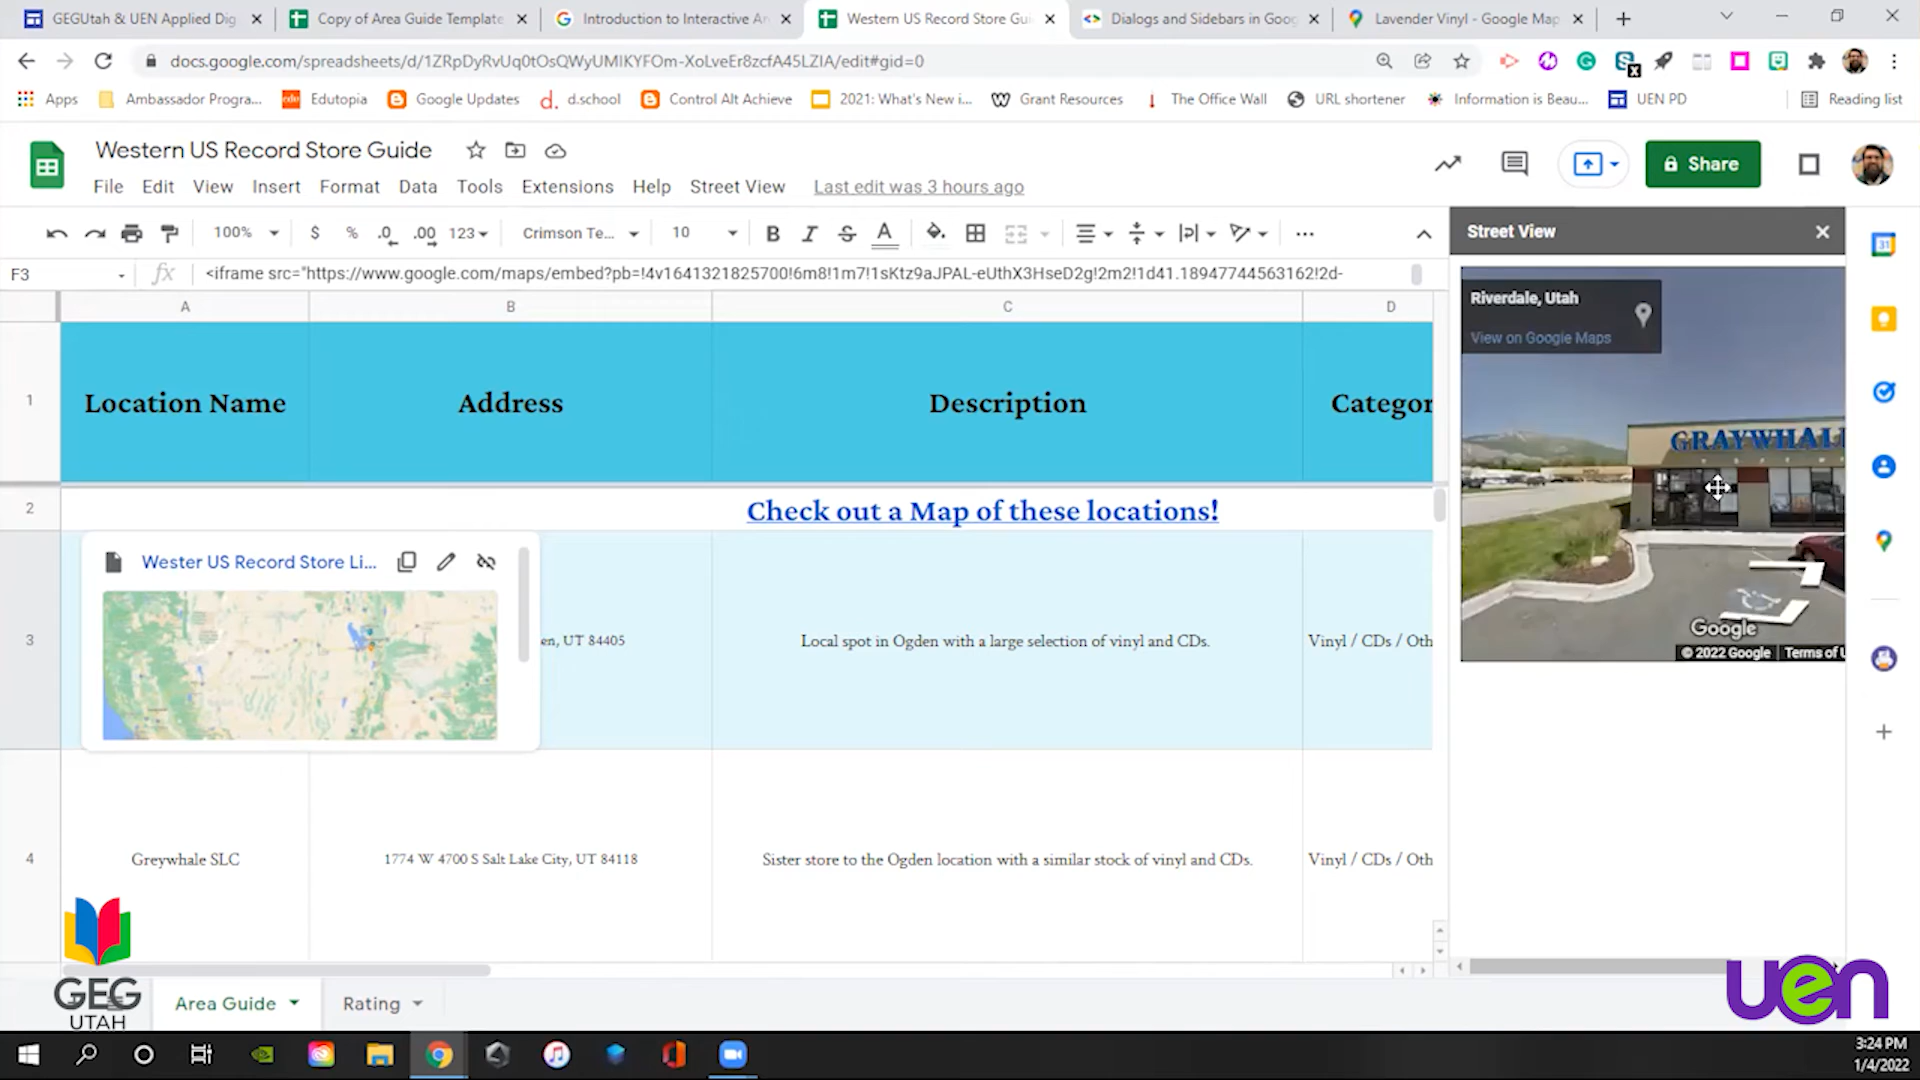 GEGUtah & UEN Applied Dig
Copy of Area Guide Template
Introduction to Interactive Ar
Western US Record Store Gui
Dialogs and Sidebars in Goog
Lavender Vinyl - Google Map
docs.google.com/spreadsheets/d/1ZRpDyRvUq0tOsQWyUMIKYFOm-XoLveEr8zcfA45LZIA/edit#gid=0
Apps
Ambassador Progra...
Edutopia
Google Updates
d.school
Control Alt Achieve
2021: What's New i...
Grant Resources
The Office Wall
URL shortener
Information is Beau...
UEN PD
Reading list
Western US Record Store Guide
File Edit View Insert Format Data Tools Extensions Help Street View
Last edit was 3 hours ago
Share
100% $ % .0 .00 123 Crimson Te... 10 B I S A
Street View
F3
fx
<iframe src="https://www.google.com/maps/embed?pb=!4v1641321825700!6m8!1m7!1sKtz9aJPAL-eUthX3HseD2g!2m2!1d41.18947744563162!2d-
A B C D
1
Location Name
Address
Description
Categor
2
Check out a Map of these locations!
Wester US Record Store Li...
3
en, UT 84405
Local spot in Ogden with a large selection of vinyl and CDs.
Vinyl / CDs / Oth
4
Greywhale SLC
1774 W 4700 S Salt Lake City, UT 84118
Sister store to the Ogden location with a similar stock of vinyl and CDs.
Vinyl / CDs / Oth
Riverdale, Utah
View on Google Maps
GRAYWHAL
Google
© 2022 Google
Terms of U
31
GEG
UTAH
Area Guide
Rating
uen
3:24 PM
1/4/2022